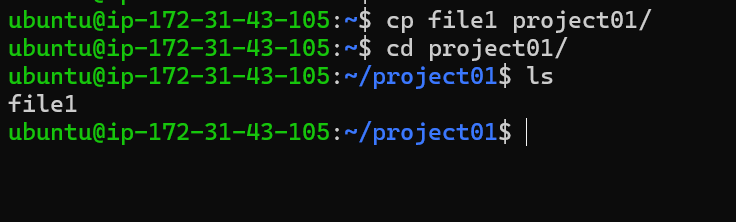 ubuntu@ip-172-31-43-105:~$ cp file1 project01/
ubuntu@ip-172-31-43-105:~$ cd project01/
ubuntu@ip-172-31-43-105:~/project01$ ls
file1
ubuntu@ip-172-31-43-105:~/project01$